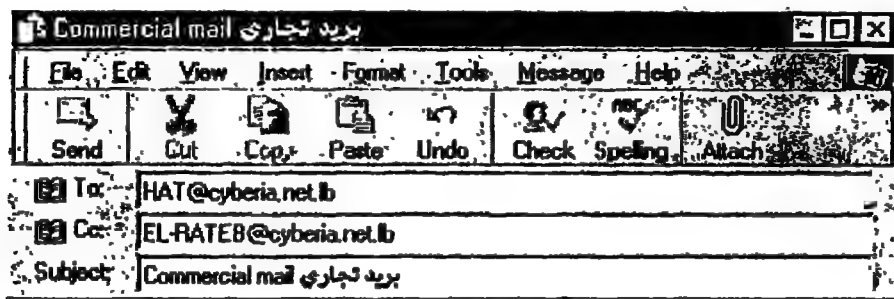 Commercial mail بريد تجاري
File Edit View Insert Format Tools Message Help
Send Cut Copy Paste Undo Check Spelling Attach
To: HAT@cyberia.net.lb
Cc: EL-RATEB@cyberia.net.lb
Subject: Commercial mail بريد تجاري